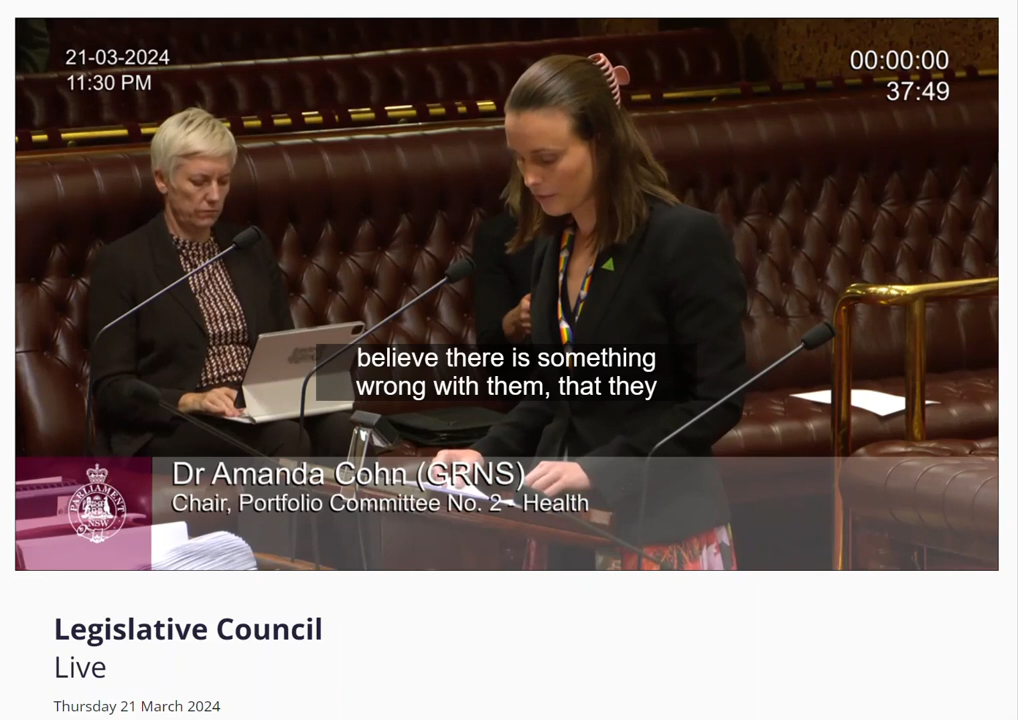 21-03-2024
11:30 PM
00:00:00
37:49
believe there is something
wrong with them, that they
Dr Amanda Cohn (GRNS)
Chair, Portfolio Committee No. 2 - Health
PARLIAMENT
NSW
Legislative Council
Live
Thursday 21 March 2024